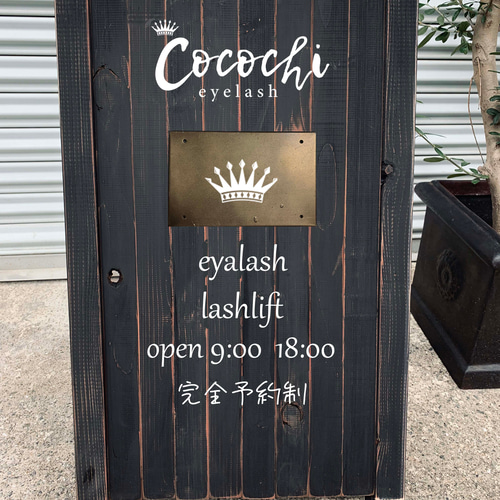 Cocochi
eyelash
eyalash
lashlift
open 9:00 18:00
完全予約制